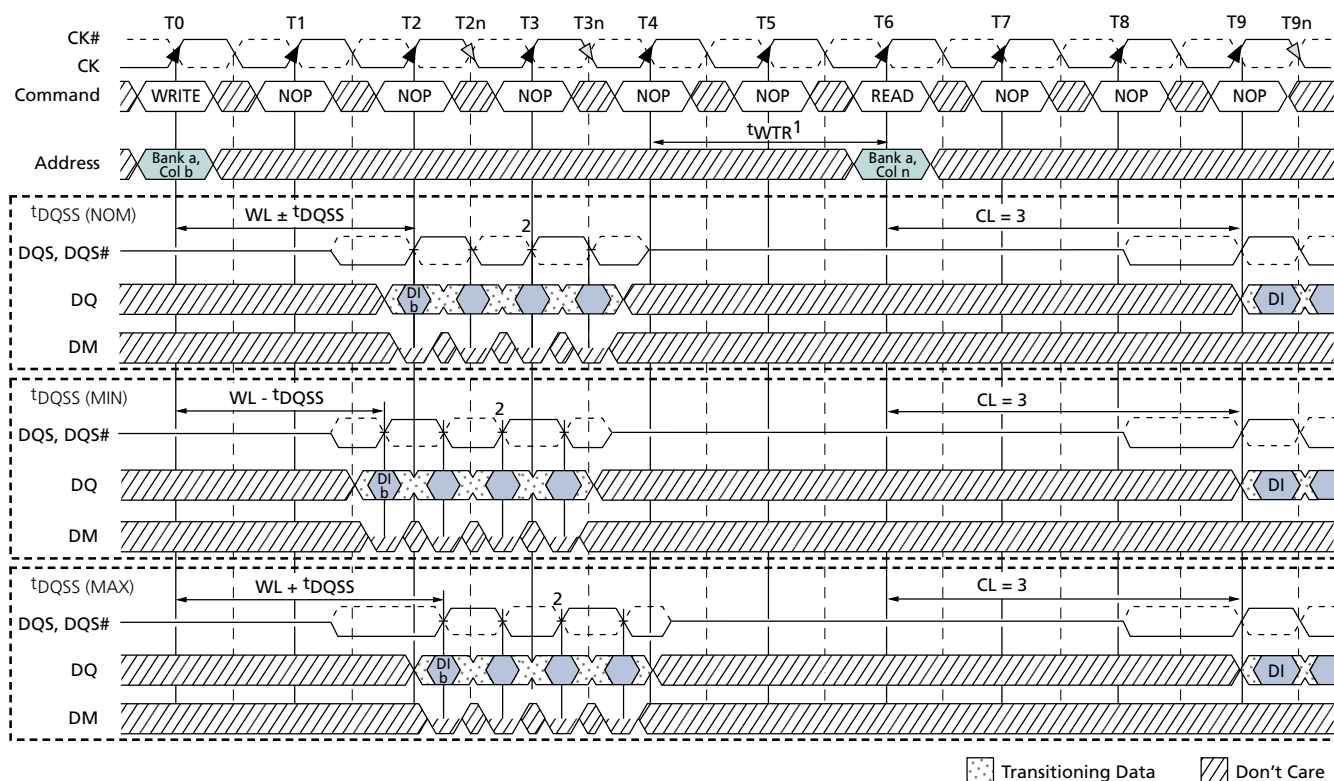 T0 T1 T2 T2n T3 T3n T4 T5 T6 T7 T8 T9 T9n
CK#
CK
Command WRITE NOP NOP NOP NOP NOP READ NOP NOP NOP
tWTR1
Address Bank a, Col b Bank a, Col n
tDQSS (NOM) WL ± tDQSS CL = 3
2
DQS, DQS#
DQ DI b DI
DM
tDQSS (MIN) WL - tDQSS CL = 3
2
DQS, DQS#
DQ DI b DI
DM
tDQSS (MAX) WL + tDQSS CL = 3
2
DQS, DQS#
DQ DI b DI
DM
Transitioning Data Don't Care